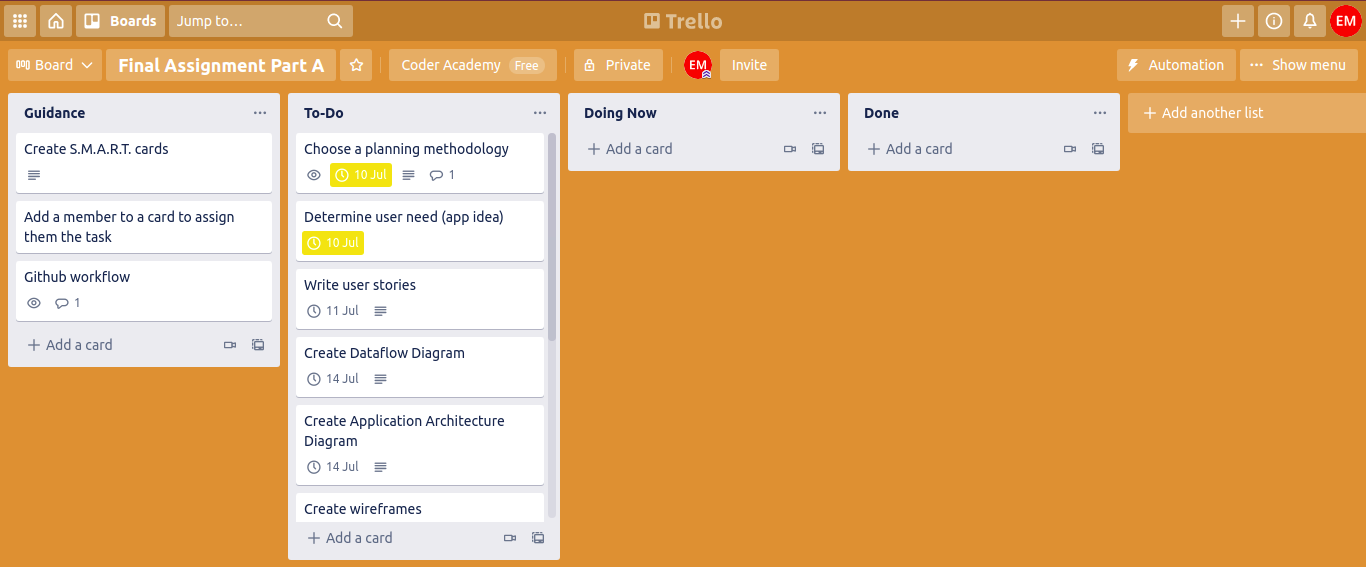 Boards
Jump to...
Trello
EM
Board
Final Assignment Part A
Coder Academy Free
Private
EM
Invite
Automation
Show menu
Guidance
Create S.M.A.R.T. cards
Add a member to a card to assign
them the task
Github workflow
1
Add a card
To-Do
Choose a planning methodology
10 Jul
1
Determine user need (app idea)
10 Jul
Write user stories
11 Jul
Create Dataflow Diagram
14 Jul
Create Application Architecture
Diagram
14 Jul
Create wireframes
Add a card
Doing Now
Add a card
Done
Add a card
Add another list